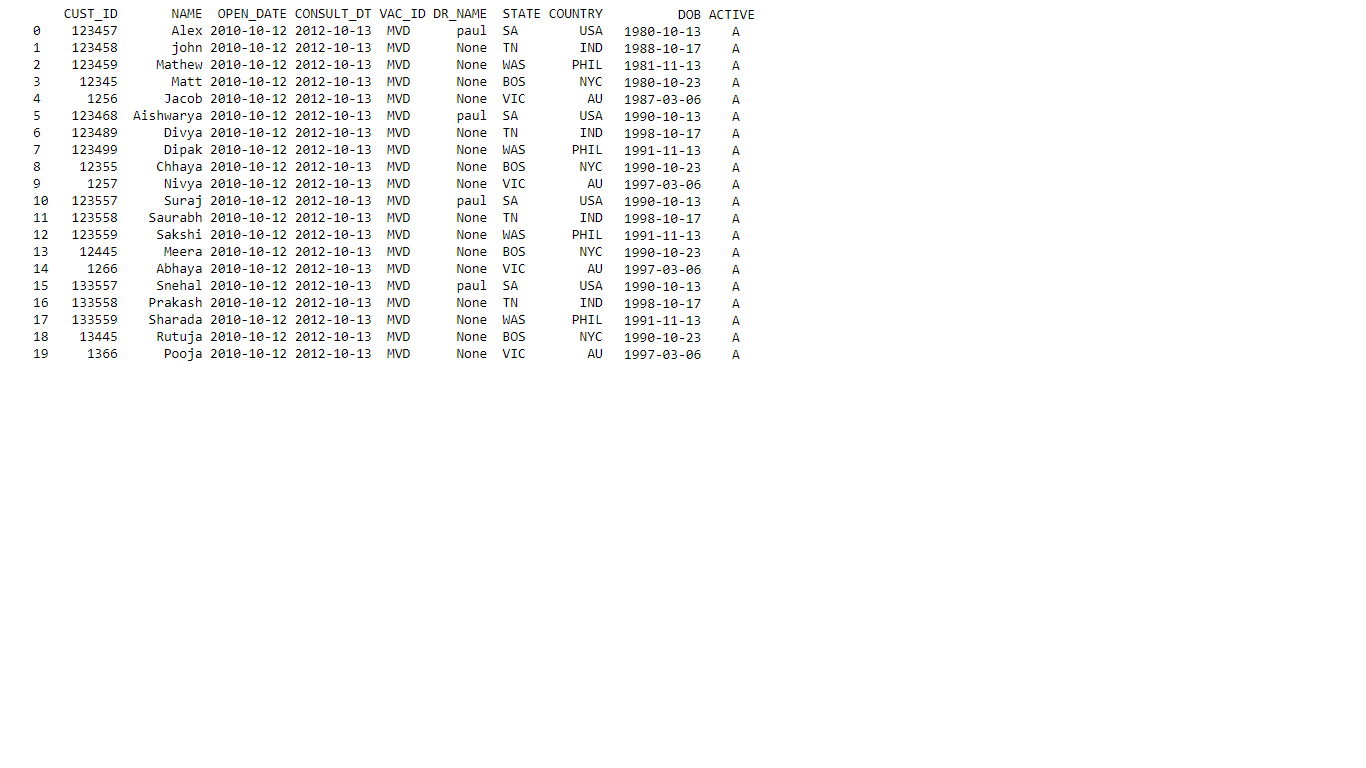 CUST_ID NAME OPEN_DATE CONSULT_DT VAC_ID DR_NAME STATE COUNTRY DOB ACTIVE
0 123457 Alex 2010-10-12 2012-10-13 MVD paul SA USA 1980-10-13 A
1 123458 john 2010-10-12 2012-10-13 MVD None TN IND 1988-10-17 A
2 123459 Mathew 2010-10-12 2012-10-13 MVD None WAS PHIL 1981-11-13 A
3 12345 Matt 2010-10-12 2012-10-13 MVD None BOS NYC 1980-10-23 A
4 1256 Jacob 2010-10-12 2012-10-13 MVD None VIC AU 1987-03-06 A
5 123468 Aishwarya 2010-10-12 2012-10-13 MVD paul SA USA 1990-10-13 A
6 123489 Divya 2010-10-12 2012-10-13 MVD None TN IND 1998-10-17 A
7 123499 Dipak 2010-10-12 2012-10-13 MVD None WAS PHIL 1991-11-13 A
8 12355 Chhaya 2010-10-12 2012-10-13 MVD None BOS NYC 1990-10-23 A
9 1257 Nivya 2010-10-12 2012-10-13 MVD None VIC AU 1997-03-06 A
10 123557 Suraj 2010-10-12 2012-10-13 MVD paul SA USA 1990-10-13 A
11 123558 Saurabh 2010-10-12 2012-10-13 MVD None TN IND 1998-10-17 A
12 123559 Sakshi 2010-10-12 2012-10-13 MVD None WAS PHIL 1991-11-13 A
13 12445 Meera 2010-10-12 2012-10-13 MVD None BOS NYC 1990-10-23 A
14 1266 Abhaya 2010-10-12 2012-10-13 MVD None VIC AU 1997-03-06 A
15 133557 Snehal 2010-10-12 2012-10-13 MVD paul SA USA 1990-10-13 A
16 133558 Prakash 2010-10-12 2012-10-13 MVD None TN IND 1998-10-17 A
17 133559 Sharada 2010-10-12 2012-10-13 MVD None WAS PHIL 1991-11-13 A
18 13445 Rutuja 2010-10-12 2012-10-13 MVD None BOS NYC 1990-10-23 A
19 1366 Pooja 2010-10-12 2012-10-13 MVD None VIC AU 1997-03-06 A